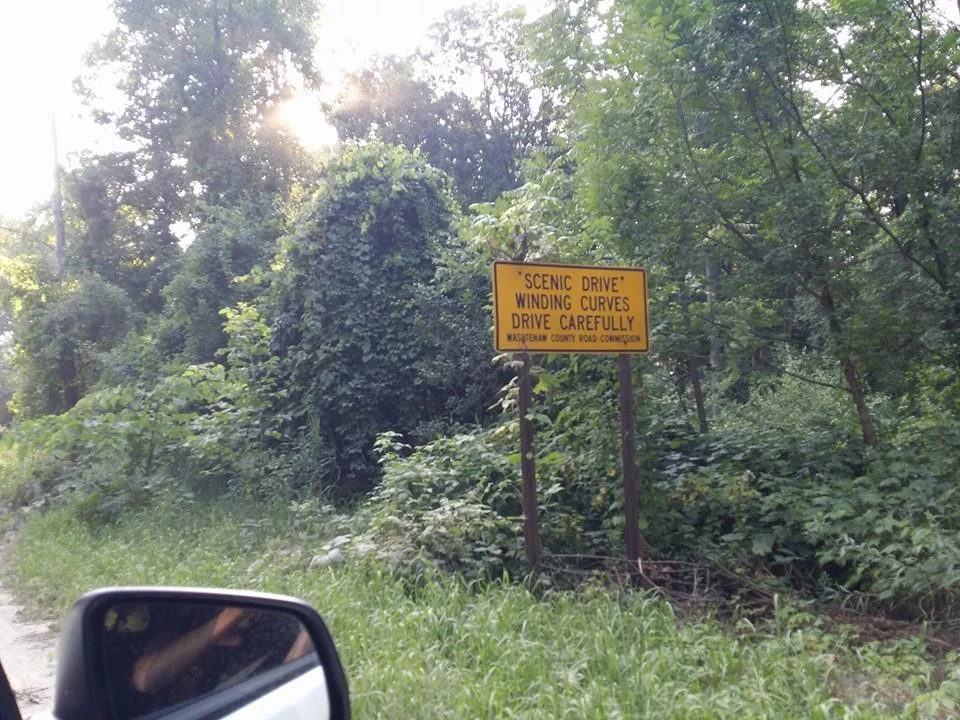 "SCENIC DRIVE"
WINDING CURVES
DRIVE CAREFULLY
WASHTENAW COUNTY ROAD COMMISSION